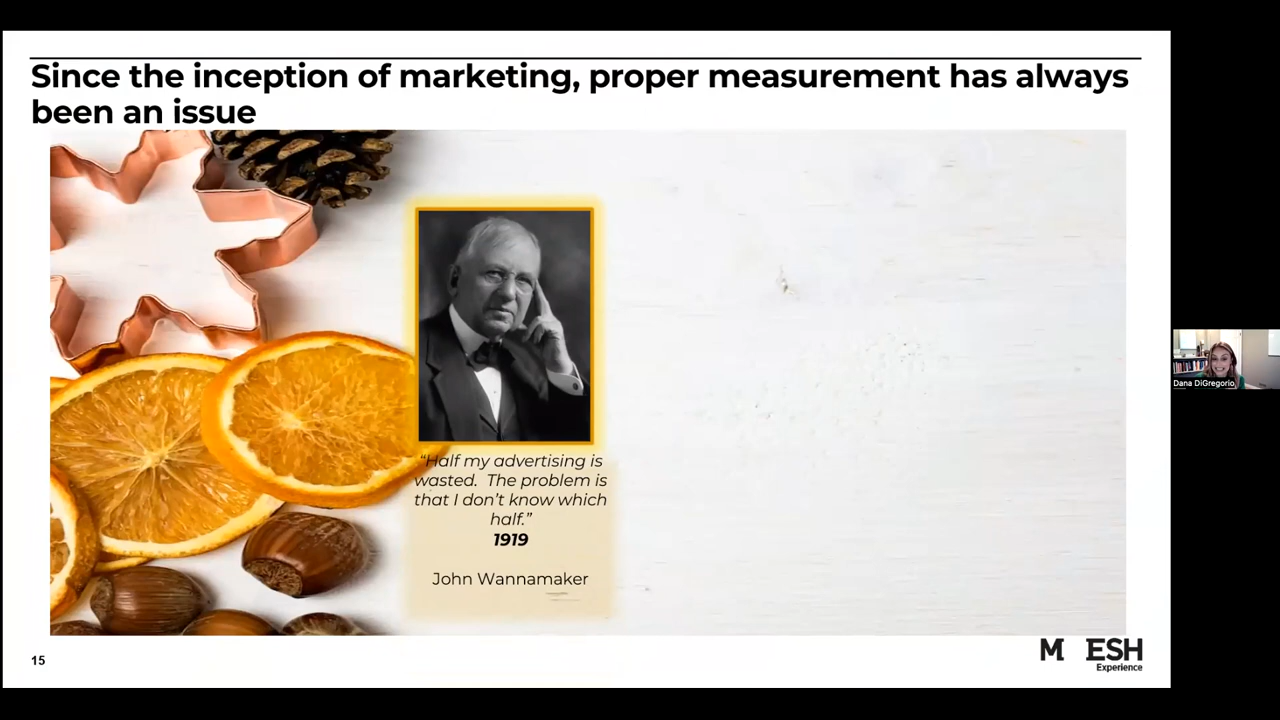 Since the inception of marketing, proper measurement has always
been an issue
“Half my advertising is
wasted. The problem is
that I don’t know which
half.”
1919
John Wannamaker
Dana DiGregorio
15
M ESH
Experience